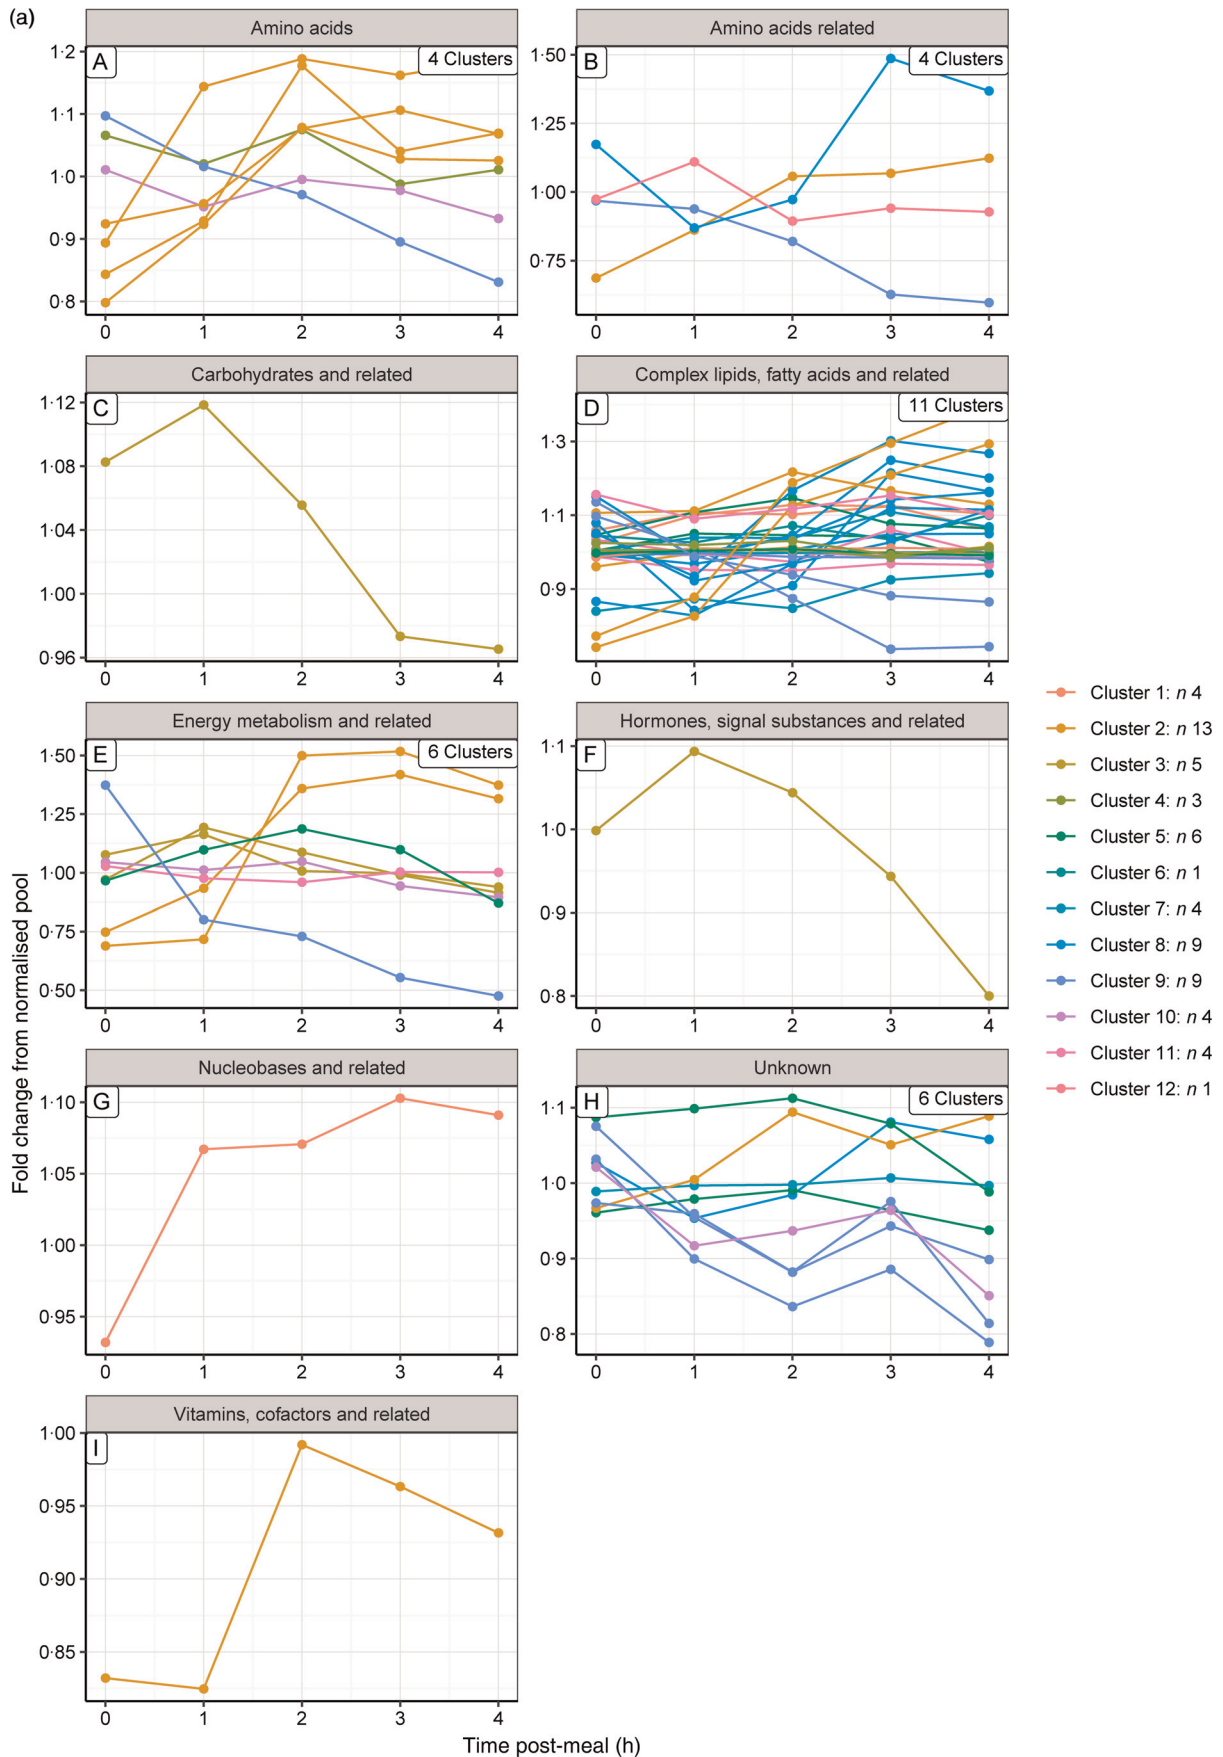 (a)
Amino acids
Amino acids related
A
4 Clusters
B
4 Clusters
1·2
1·1
1·0
0·9
0·8
0 1 2 3 4
1·50
1·25
1·00
0·75
0 1 2 3 4
Carbohydrates and related
Complex lipids, fatty acids and related
C
D
11 Clusters
1·12
1·08
1·04
1·00
0·96
0 1 2 3 4
1·3
1·1
0·9
0 1 2 3 4
Energy metabolism and related
Hormones, signal substances and related
E
6 Clusters
F
1·50
1·25
1·00
0·75
0·50
0 1 2 3 4
1·1
1·0
0·9
0·8
0 1 2 3 4
Nucleobases and related
Unknown
G
H
6 Clusters
1·10
1·05
1·00
0·95
0 1 2 3 4
1·1
1·0
0·9
0·8
0 1 2 3 4
Vitamins, cofactors and related
I
1·00
0·95
0·90
0·85
0 1 2 3 4
Fold change from normalised pool
Time post-meal (h)
Cluster 1: n 4
Cluster 2: n 13
Cluster 3: n 5
Cluster 4: n 3
Cluster 5: n 6
Cluster 6: n 1
Cluster 7: n 4
Cluster 8: n 9
Cluster 9: n 9
Cluster 10: n 4
Cluster 11: n 4
Cluster 12: n 1